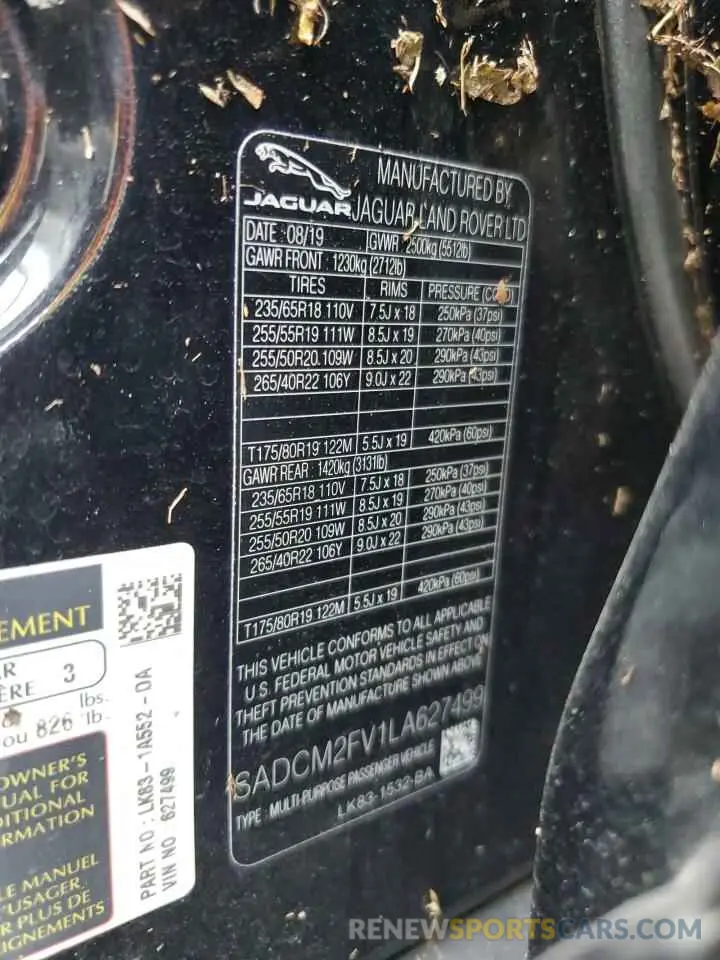 JAGUAR
MANUFACTURED BY
JAGUAR LAND ROVER LTD
DATE : 08/19 GVWR 2500kg (5512lb)
GAWR FRONT : 1230kg (2712lb)
TIRES RIMS PRESSURE
235/65R18 110V 7.5J x 18 250kPa (37psi)
255/55R19 111W 8.5J x 19 270kPa (40psi)
255/50R20 109W 8.5J x 20 290kPa (43psi)
265/40R22 106Y 9.0J x 22 290kPa (43psi)
T175/80R19 122M 5.5J x 19 420kPa (60psi)
GAWR REAR : 1420kg (3131lb)
235/65R18 110V 7.5J x 18 250kPa (37psi)
255/55R19 111W 8.5J x 19 270kPa (40psi)
255/50R20 109W 8.5J x 20 290kPa (43psi)
265/40R22 106Y 9.0J x 22 290kPa (43psi)
T175/80R19 122M 5.5J x 19 420kPa (60psi)
THIS VEHICLE CONFORMS TO ALL APPLICABLE
U.S. FEDERAL MOTOR VEHICLE SAFETY AND
THEFT PREVENTION STANDARDS IN EFFECT ON
THE DATE OF MANUFACTURE SHOWN ABOVE
SADCM2FV1LA627499
TYPE : MULTI-PURPOSE PASSENGER VEHICLE
LK83-1532-BA
EMENT
AR
ÈRE 3
lbs.
ou 826 lb.
OWNER'S
UAL FOR
DITIONAL
RMATION
LE MANUEL
'USAGER
R PLUS DE
IGNEMENTS
PART NO : LK83-1A552-DA
VIN NO 627499
RENEWSPORTSCARS.COM